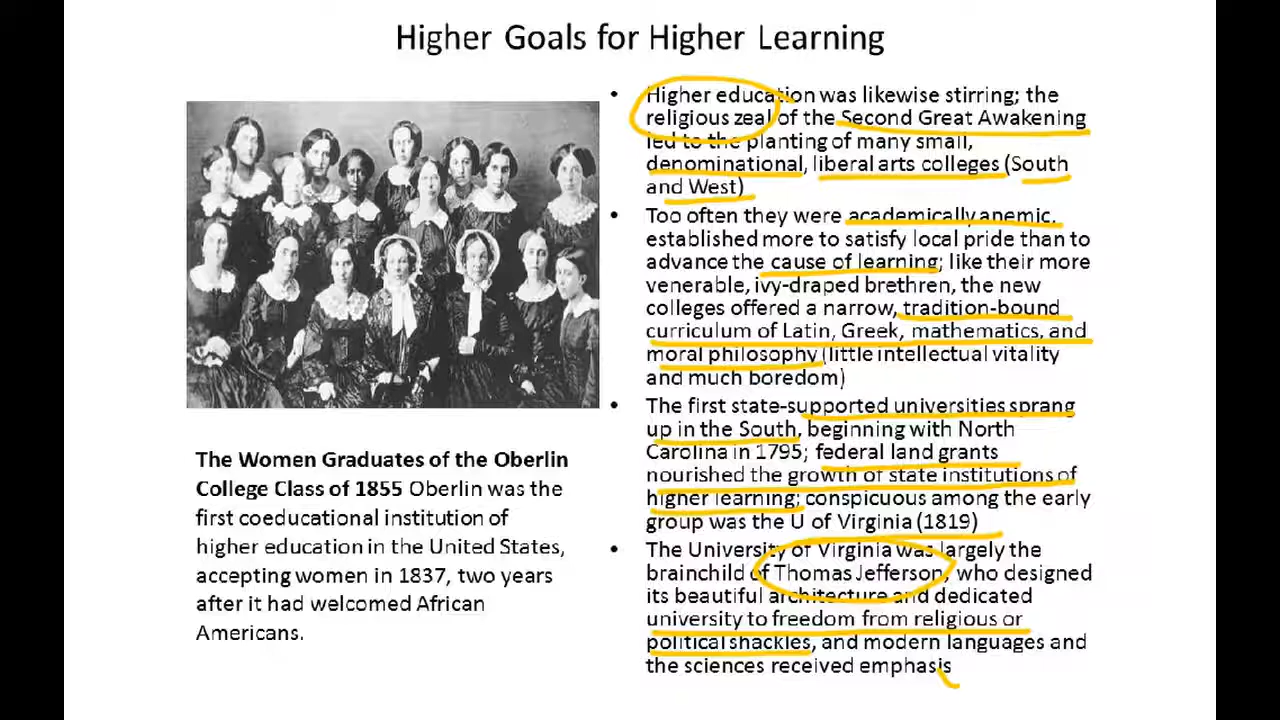 Higher Goals for Higher Learning
The Women Graduates of the Oberlin
College Class of 1855 Oberlin was the
first coeducational institution of
higher education in the United States,
accepting women in 1837, two years
after it had welcomed African
Americans.
• Higher education was likewise stirring; the
religious zeal of the Second Great Awakening
led to the planting of many small,
denominational, liberal arts colleges (South
and West)
• Too often they were academically anemic,
established more to satisfy local pride than to
advance the cause of learning; like their more
venerable, ivy-draped brethren, the new
colleges offered a narrow, tradition-bound
curriculum of Latin, Greek, mathematics, and
moral philosophy (little intellectual vitality
and much boredom)
• The first state-supported universities sprang
up in the South, beginning with North
Carolina in 1795; federal land grants
nourished the growth of state institutions of
higher learning; conspicuous among the early
group was the U of Virginia (1819)
• The University of Virginia was largely the
brainchild of Thomas Jefferson, who designed
its beautiful architecture and dedicated
university to freedom from religious or
political shackles, and modern languages and
the sciences received emphasis